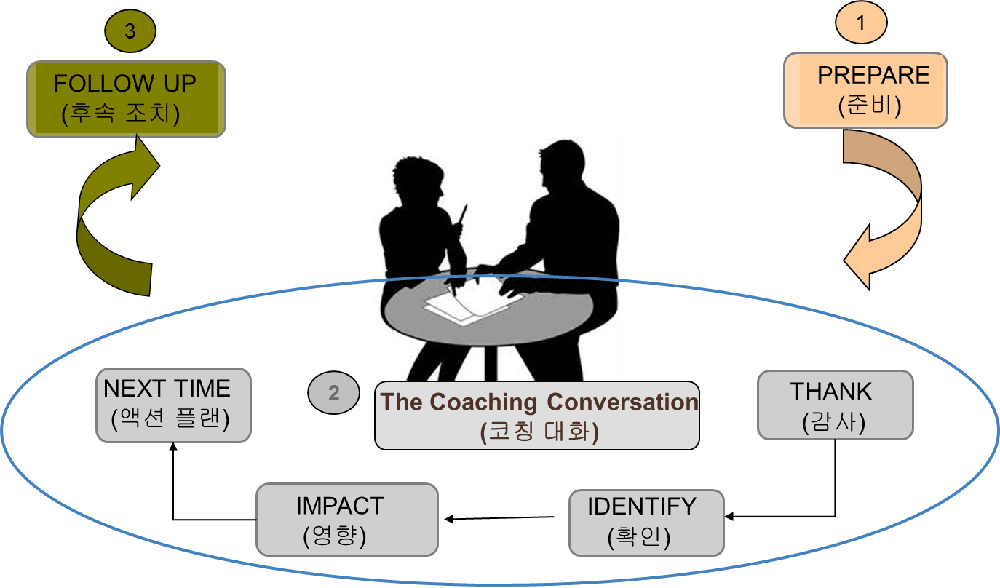 3
FOLLOW UP
(후속 조치)
1
PREPARE
(준비)
NEXT TIME
(액션 플랜)
2
The Coaching Conversation
(코칭 대화)
THANK
(감사)
IMPACT
(영향)
IDENTIFY
(확인)